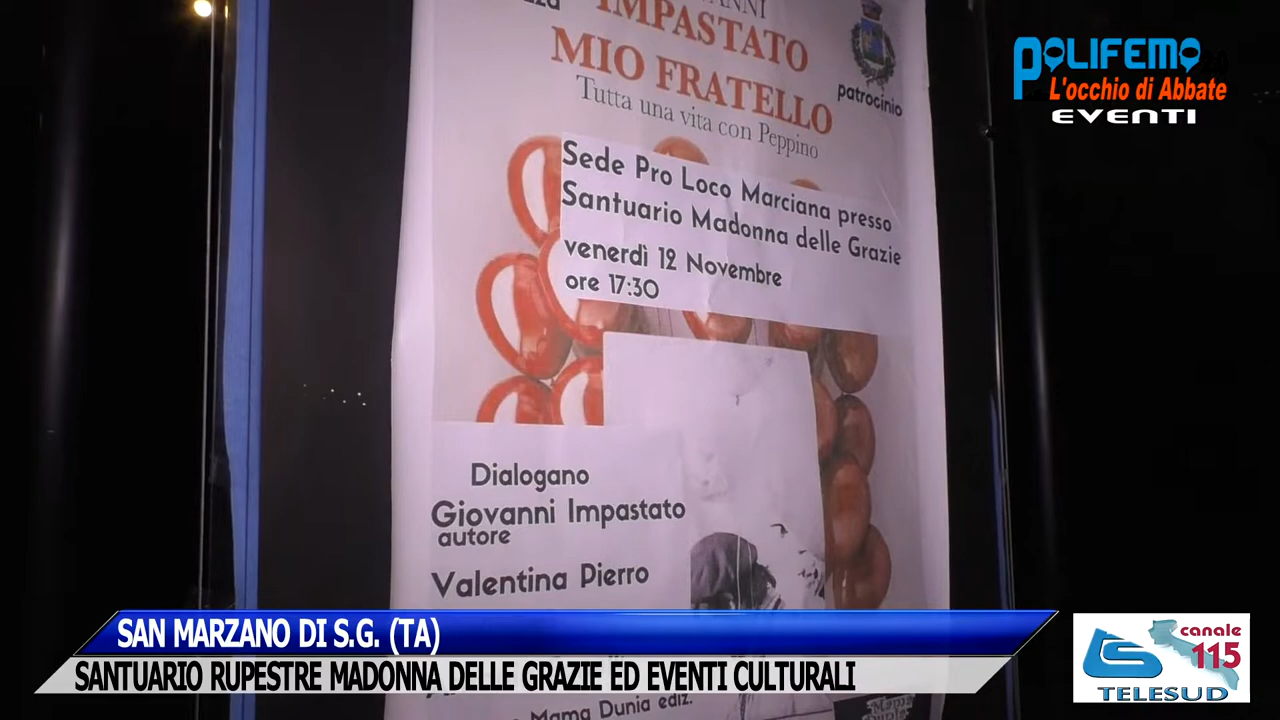 IMPASTATO
MIO FRATELLO
Tutta una vita con Peppino
patrocinio
Sede Pro Loco Marciana presso
Santuario Madonna delle Grazie
venerdì 12 Novembre
ore 17:30
Dialogano
Giovanni Impastato
autore
Valentina Pierro
Mama Dunia ediz.
POLIFEMO
L'occhio di Abbate
EVENTI
SAN MARZANO DI S.G. (TA)
SANTUARIO RUPESTRE MADONNA DELLE GRAZIE ED EVENTI CULTURALI
canale
115
TELESUD